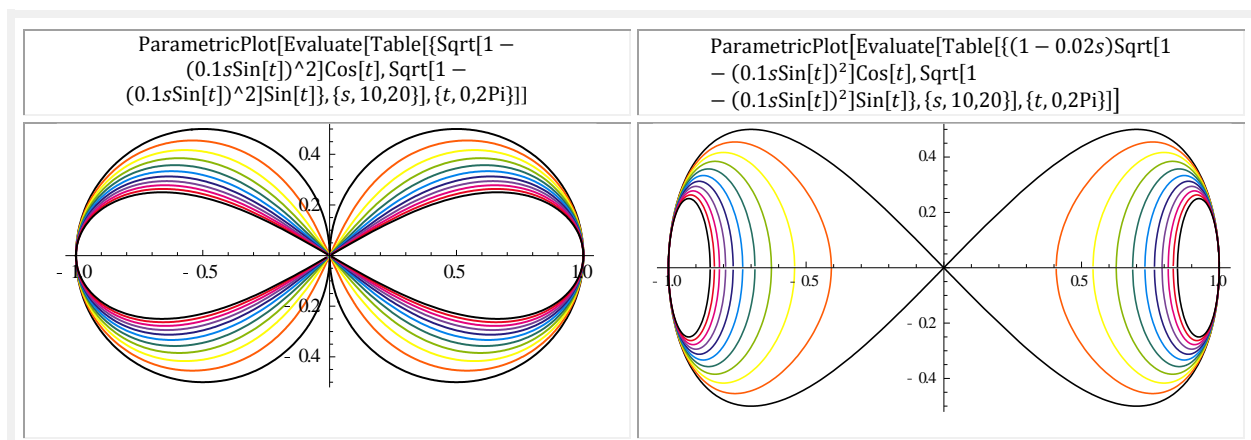 ParametricPlot[Evaluate[Table[{Sqrt[1 −
(0.1sSin[t])^2]Cos[t], Sqrt[1 −
(0.1sSin[t])^2]Sin[t]}, {s, 10,20}], {t, 0,2Pi}]]
ParametricPlot[Evaluate[Table[{(1 − 0.02s)Sqrt[1
− (0.1sSin[t])²]Cos[t], Sqrt[1
− (0.1sSin[t])²]Sin[t]}, {s, 10,20}], {t, 0,2Pi}]]
0.4
0.2
- 1.0
- 0.5
0.5
1.0
- 0.2
- 0.4
0.4
0.2
- 1.0
- 0.5
0.5
1.0
- 0.2
- 0.4